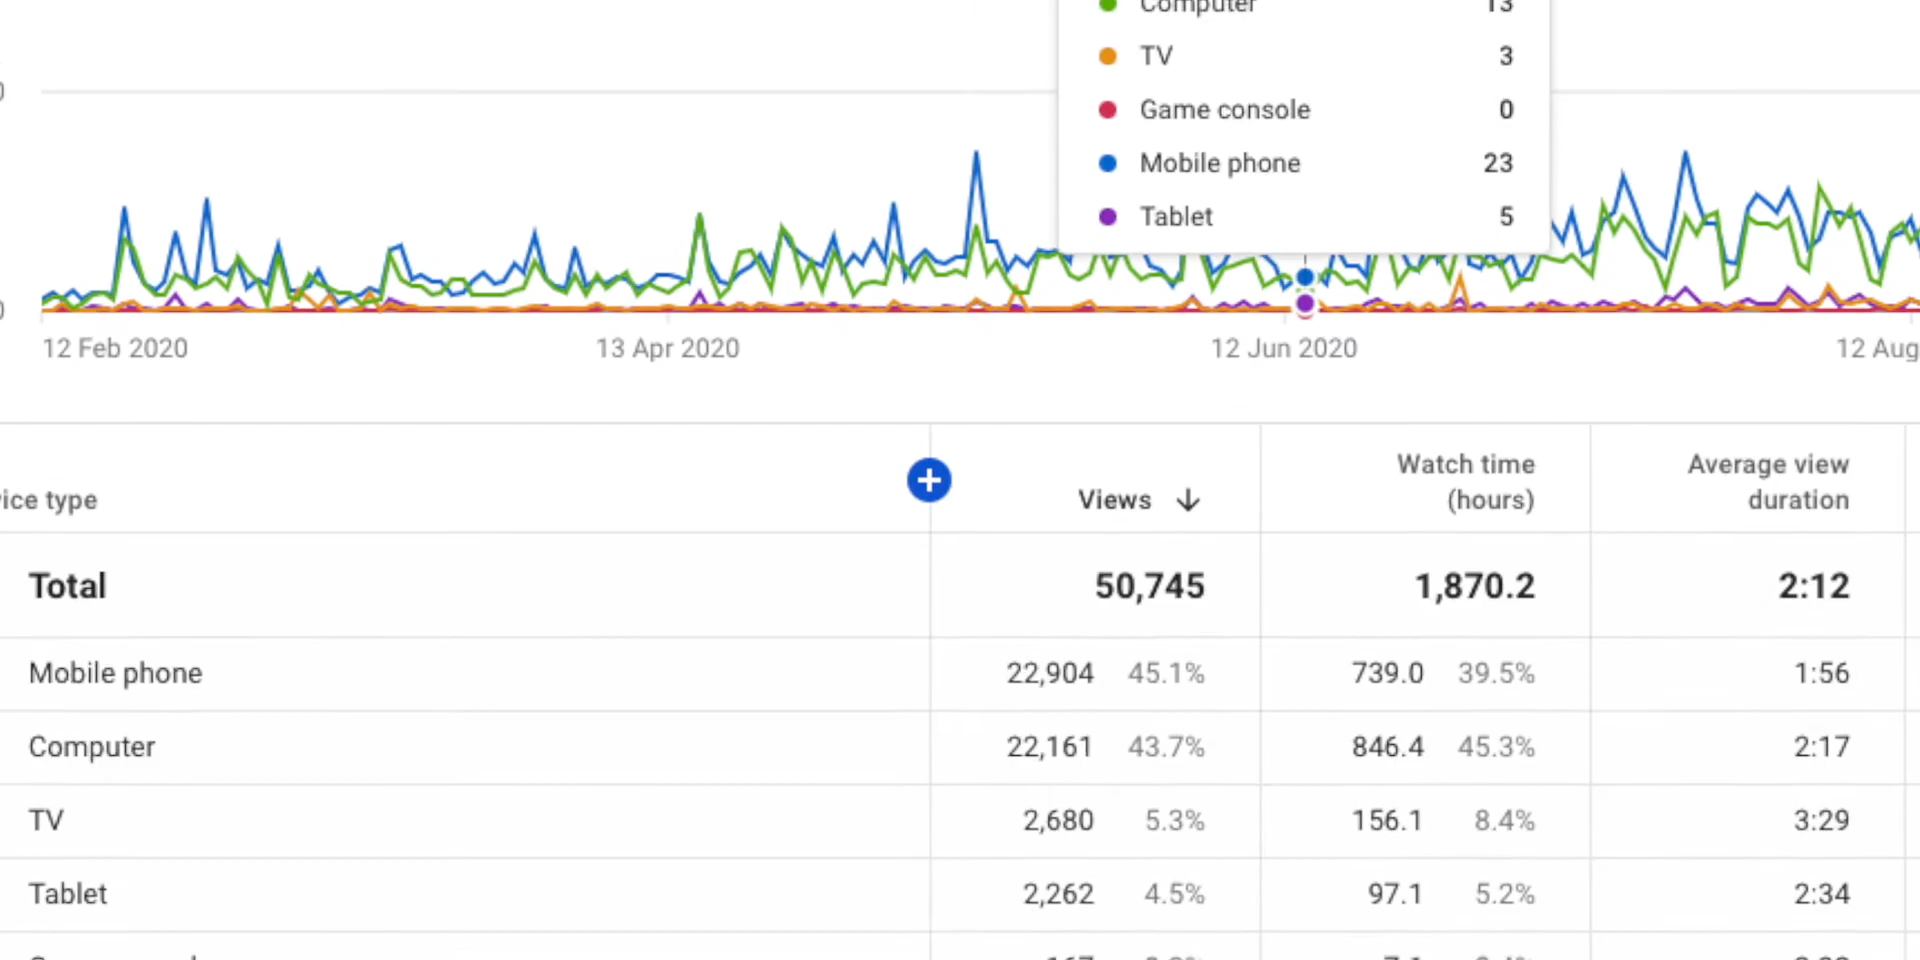 Computer 13
TV 3
Game console 0
Mobile phone 23
Tablet 5
0
0
12 Feb 2020 13 Apr 2020 12 Jun 2020 12 Aug
type Views Watch time (hours) Average view duration
Total 50,745 1,870.2 2:12
Mobile phone 22,904 45.1% 739.0 39.5% 1:56
Computer 22,161 43.7% 846.4 45.3% 2:17
TV 2,680 5.3% 156.1 8.4% 3:29
Tablet 2,262 4.5% 97.1 5.2% 2:34